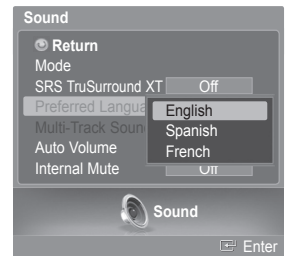 Sound
Return
Mode
SRS TruSurround XT Off
Preferred Langua
English
Multi-Track Soun
Spanish
Auto Volume
French
Internal Mute Off
Sound
Enter